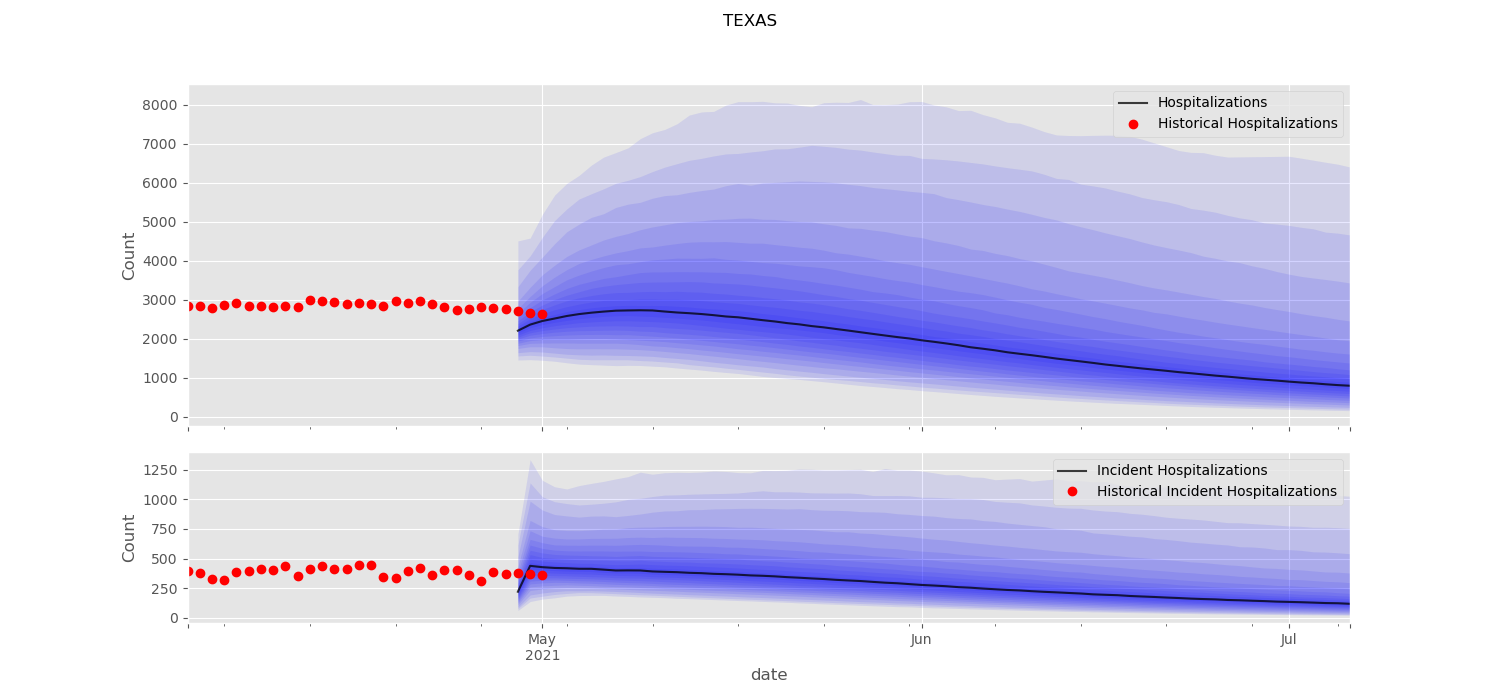 TEXAS
8000
7000
6000
5000
4000
3000
2000
1000
0
Count
Hospitalizations
Historical Hospitalizations
1250
1000
750
500
250
0
Count
Incident Hospitalizations
Historical Incident Hospitalizations
May
2021
Jun
Jul
date